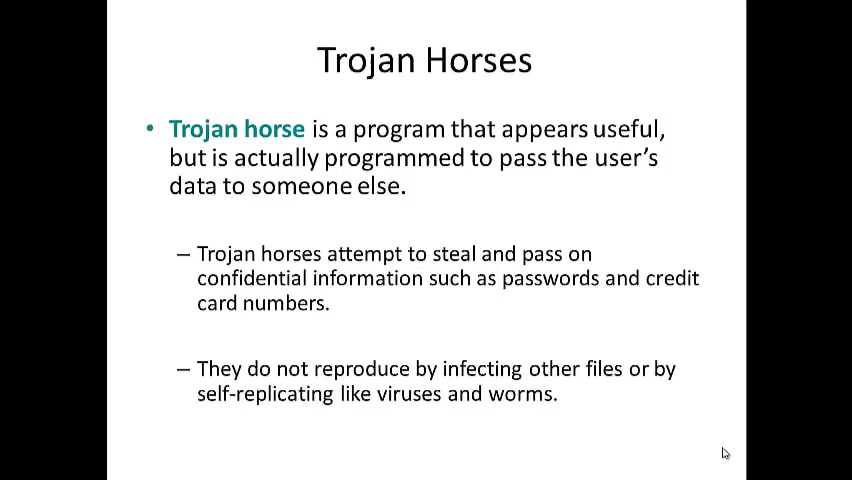 Trojan Horses
• Trojan horse is a program that appears useful,
but is actually programmed to pass the user’s
data to someone else.
– Trojan horses attempt to steal and pass on
confidential information such as passwords and credit
card numbers.
– They do not reproduce by infecting other files or by
self-replicating like viruses and worms.